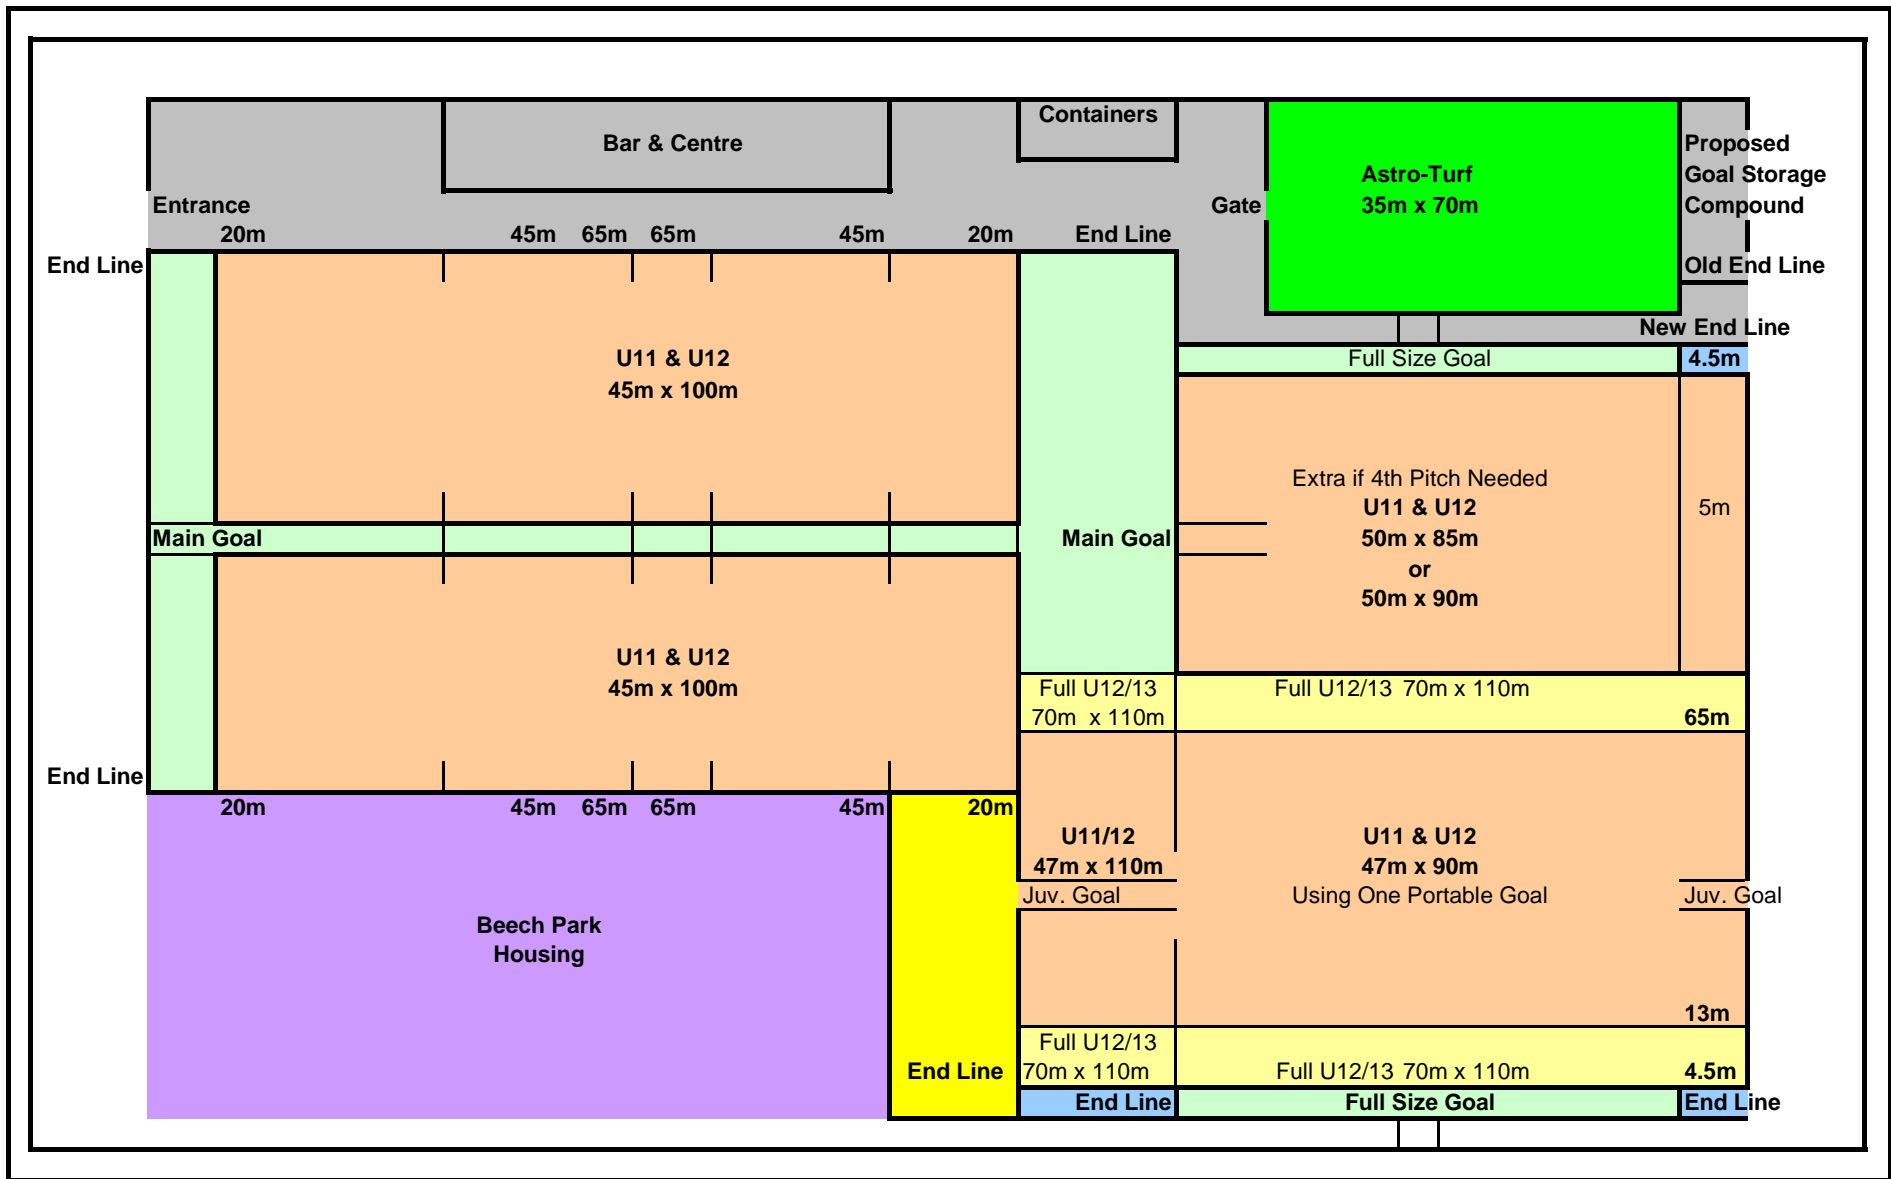 Containers
Bar & Centre
Proposed
Astro-Turf
Goal Storage
Entrance
Gate
35m x 70m
Compound
20m 45m 65m 65m 45m 20m End Line
End Line
Old End Line
New End Line
U11 & U12
Full Size Goal
4.5m
45m x 100m
Extra if 4th Pitch Needed
U11 & U12
5m
Main Goal
Main Goal
50m x 85m
or
50m x 90m
U11 & U12
45m x 100m
Full U12/13
Full U12/13 70m x 110m
70m x 110m
65m
End Line
20m 45m 65m 65m 45m 20m
U11/12
U11 & U12
47m x 110m
47m x 90m
Juv. Goal
Using One Portable Goal
Juv. Goal
Beech Park
Housing
13m
Full U12/13
End Line
70m x 110m
Full U12/13 70m x 110m
4.5m
End Line
Full Size Goal
End Line